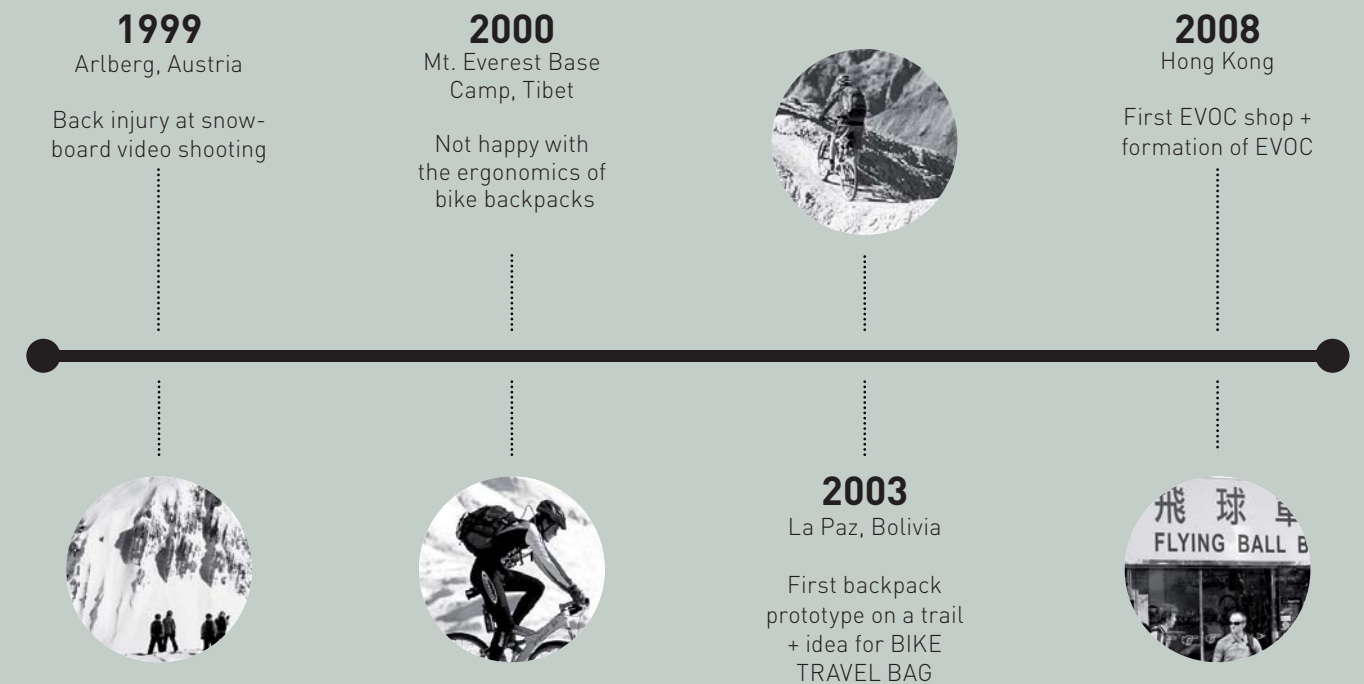 1999
Arlberg, Austria
Back injury at snow-
board video shooting
2000
Mt. Everest Base
Camp, Tibet
Not happy with
the ergonomics of
bike backpacks
2003
La Paz, Bolivia
First backpack
prototype on a trail
+ idea for BIKE
TRAVEL BAG
2008
Hong Kong
First EVOC shop +
formation of EVOC
飛球
FLYING BALL B